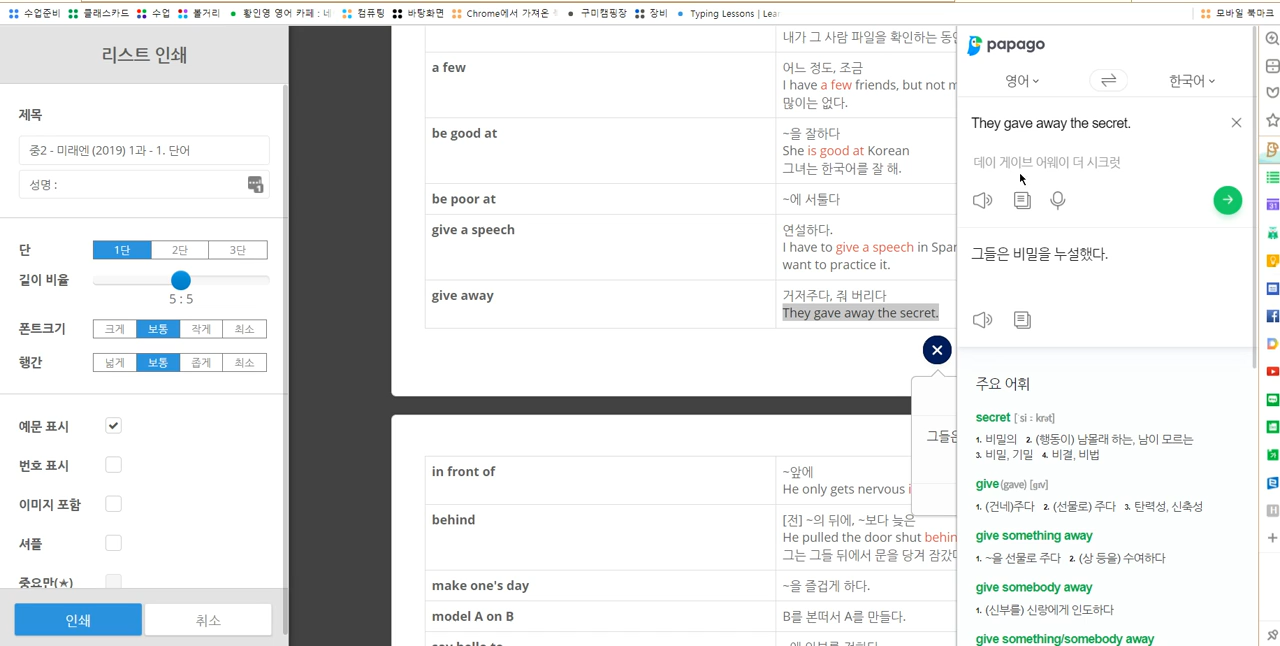 수업준비 클래스카드 수업 볼거리 황인영 영어 카페 : 네 컴퓨팅 바탕화면 Chrome에서 가져온 구미캠핑장 장비 Typing Lessons | Lear 모바일 북마크
리스트 인쇄
제목
중2 - 미래엔 (2019) 1과 - 1. 단어
성명 :
단 1단 2단 3단
길이 비율
5 : 5
폰트크기 크게 보통 작게 최소
행간 넓게 보통 좁게 최소
예문 표시
번호 표시
이미지 포함
셔플
중요만(★)
인쇄 취소
내가 그 사람 파일을 확인하는 동안
a few
어느 정도, 조금
I have a few friends, but not m
많이는 없다.
be good at
~을 잘하다
She is good at Korean
그녀는 한국어를 잘 해.
be poor at
~에 서툴다
give a speech
연설하다.
I have to give a speech in Span
want to practice it.
give away
거저주다, 줘 버리다
They gave away the secret.
그들은
in front of
~앞에
He only gets nervous i
behind
[전] ~의 뒤에, ~보다 늦은
He pulled the door shut behin
그는 그들 뒤에서 문을 당겨 잠갔다
make one's day
~을 즐겁게 하다.
model A on B
B를 본떠서 A를 만들다.
say hello to
~에 안부를 전하다
papago
영어 한국어
They gave away the secret.
데이 게이브 어웨이 더 시크럿
그들은 비밀을 누설했다.
주요 어휘
secret [ˈsiːkrət]
1. 비밀의 2. (행동이) 남몰래 하는, 남이 모르는
3. 비밀, 기밀 4. 비결, 비법
give (gave) [gɪv]
1. (건네)주다 2. (선물로) 주다 3. 탄력성, 신축성
give something away
1. ~을 선물로 주다 2. (상 등을) 수여하다
give somebody away
1. (신부를) 신랑에게 인도하다
give something/somebody away